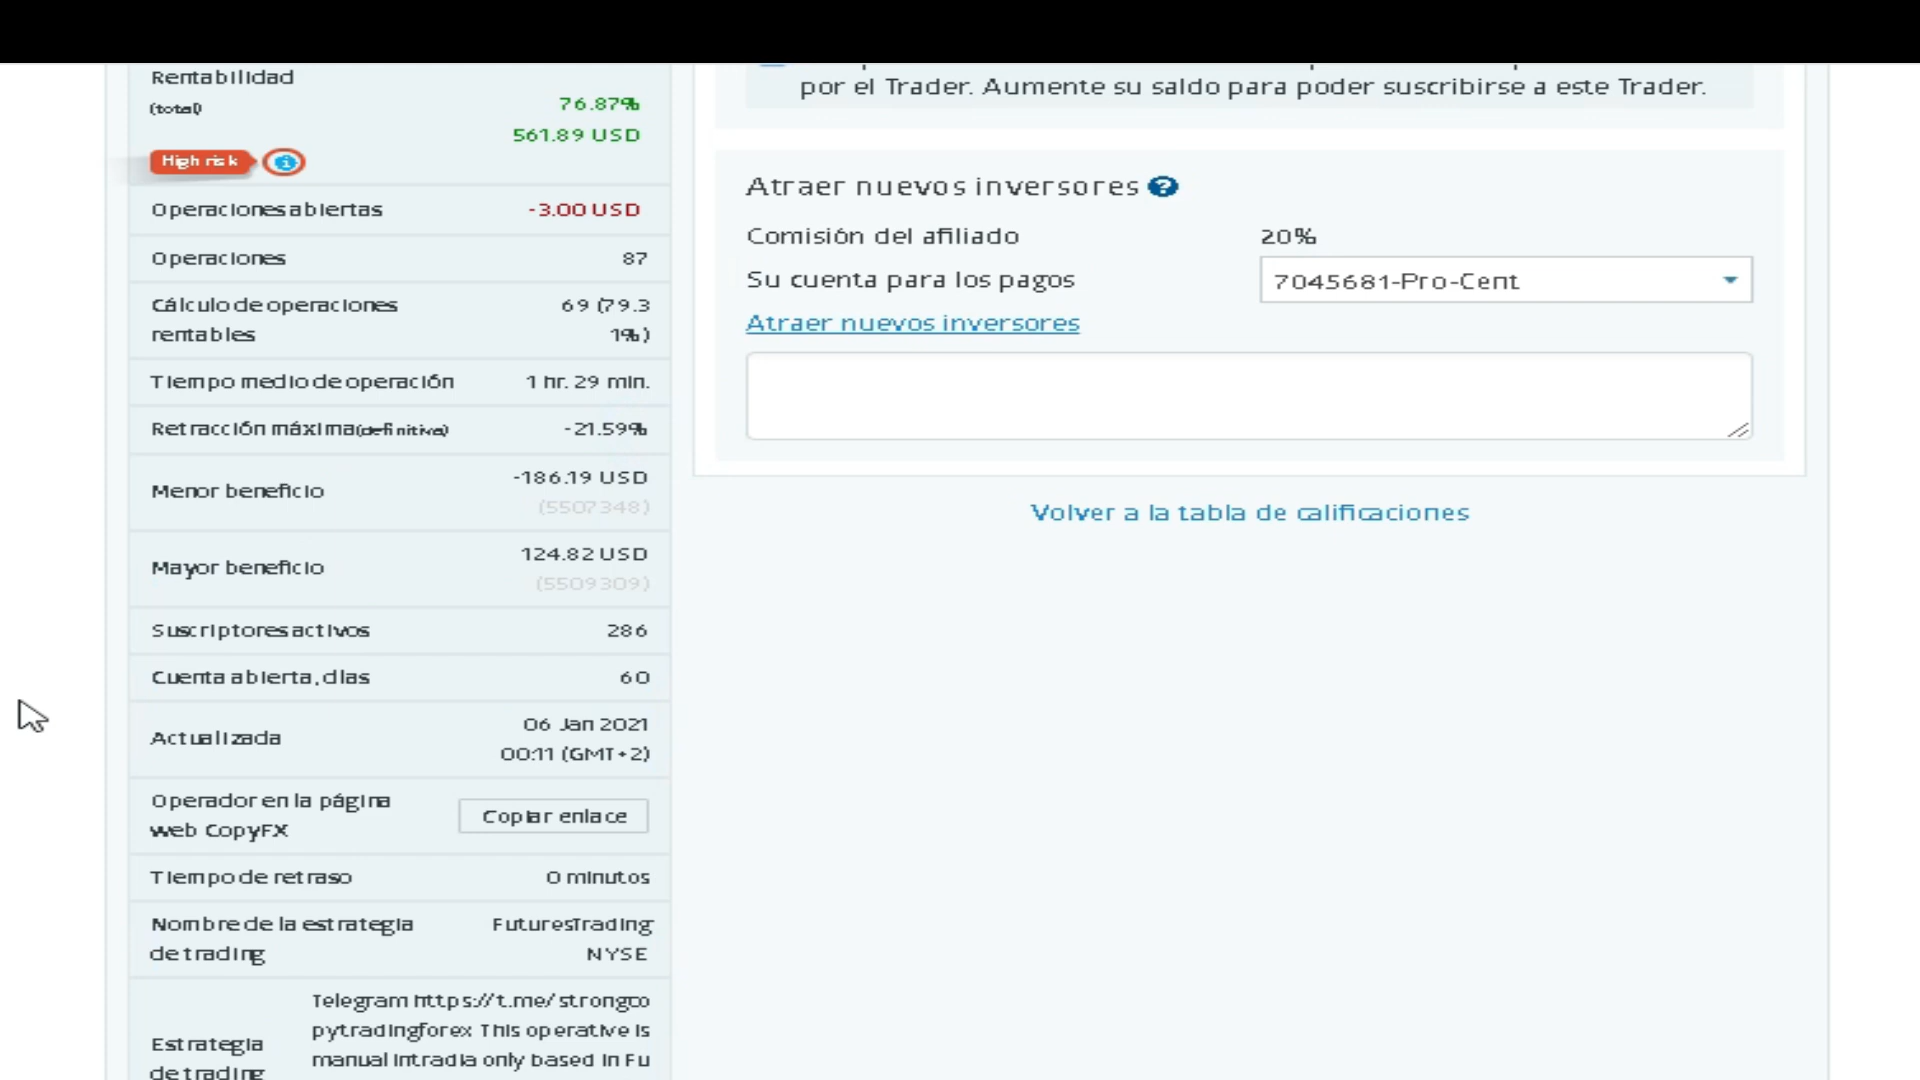 Rentabilidad
(total)
76.87%
561.89 USD
High risk
Operaciones abiertas -3.00 USD
Operaciones 87
Cálculo de operaciones 69 (79.3
rentables 1%)
Tiempo medio de operación 1 hr. 29 min.
Retracción máxima (definitiva) -21.59%
Menor beneficio -186.19 USD
(5507348)
Mayor beneficio 124.82 USD
(5509309)
Suscriptores activos 286
Cuenta abierta, días 60
Actualizada 06 Jan 2021
00:11 (GMT+2)
Operador en la página
web CopyFX
Copiar enlace
Tiempo de retraso 0 minutos
Nombre de la estrategia FuturesTrading
de trading NYSE
Estrategia
de trading
Telegram https://t.me/strongco
pytradingforex This operative is
manual intradia only based in Fu
por el Trader. Aumente su saldo para poder suscribirse a este Trader.
Atraer nuevos inversores ?
Comisión del afiliado 20%
Su cuenta para los pagos 7045681-Pro-Cent
Atraer nuevos inversores
Volver a la tabla de calificaciones